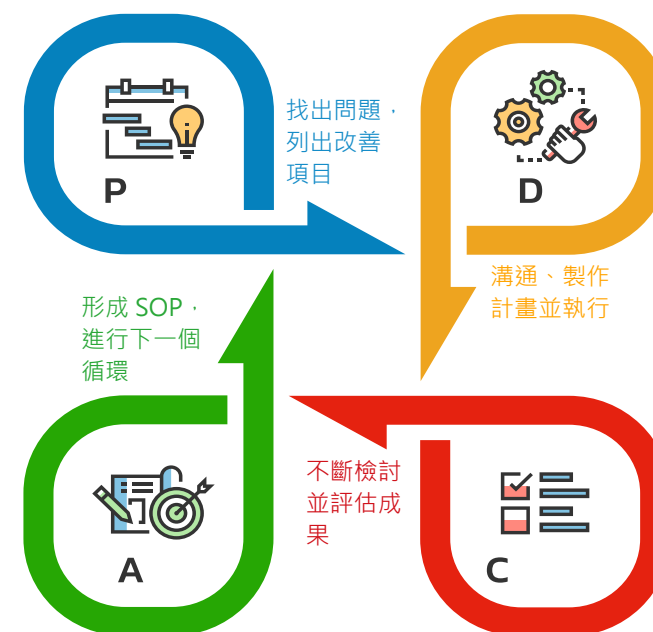 P
找出問題，
列出改善
項目
D
溝通、製作
計畫並執行
形成 SOP，
進行下一個
循環
A
不斷檢討
並評估成
果
C